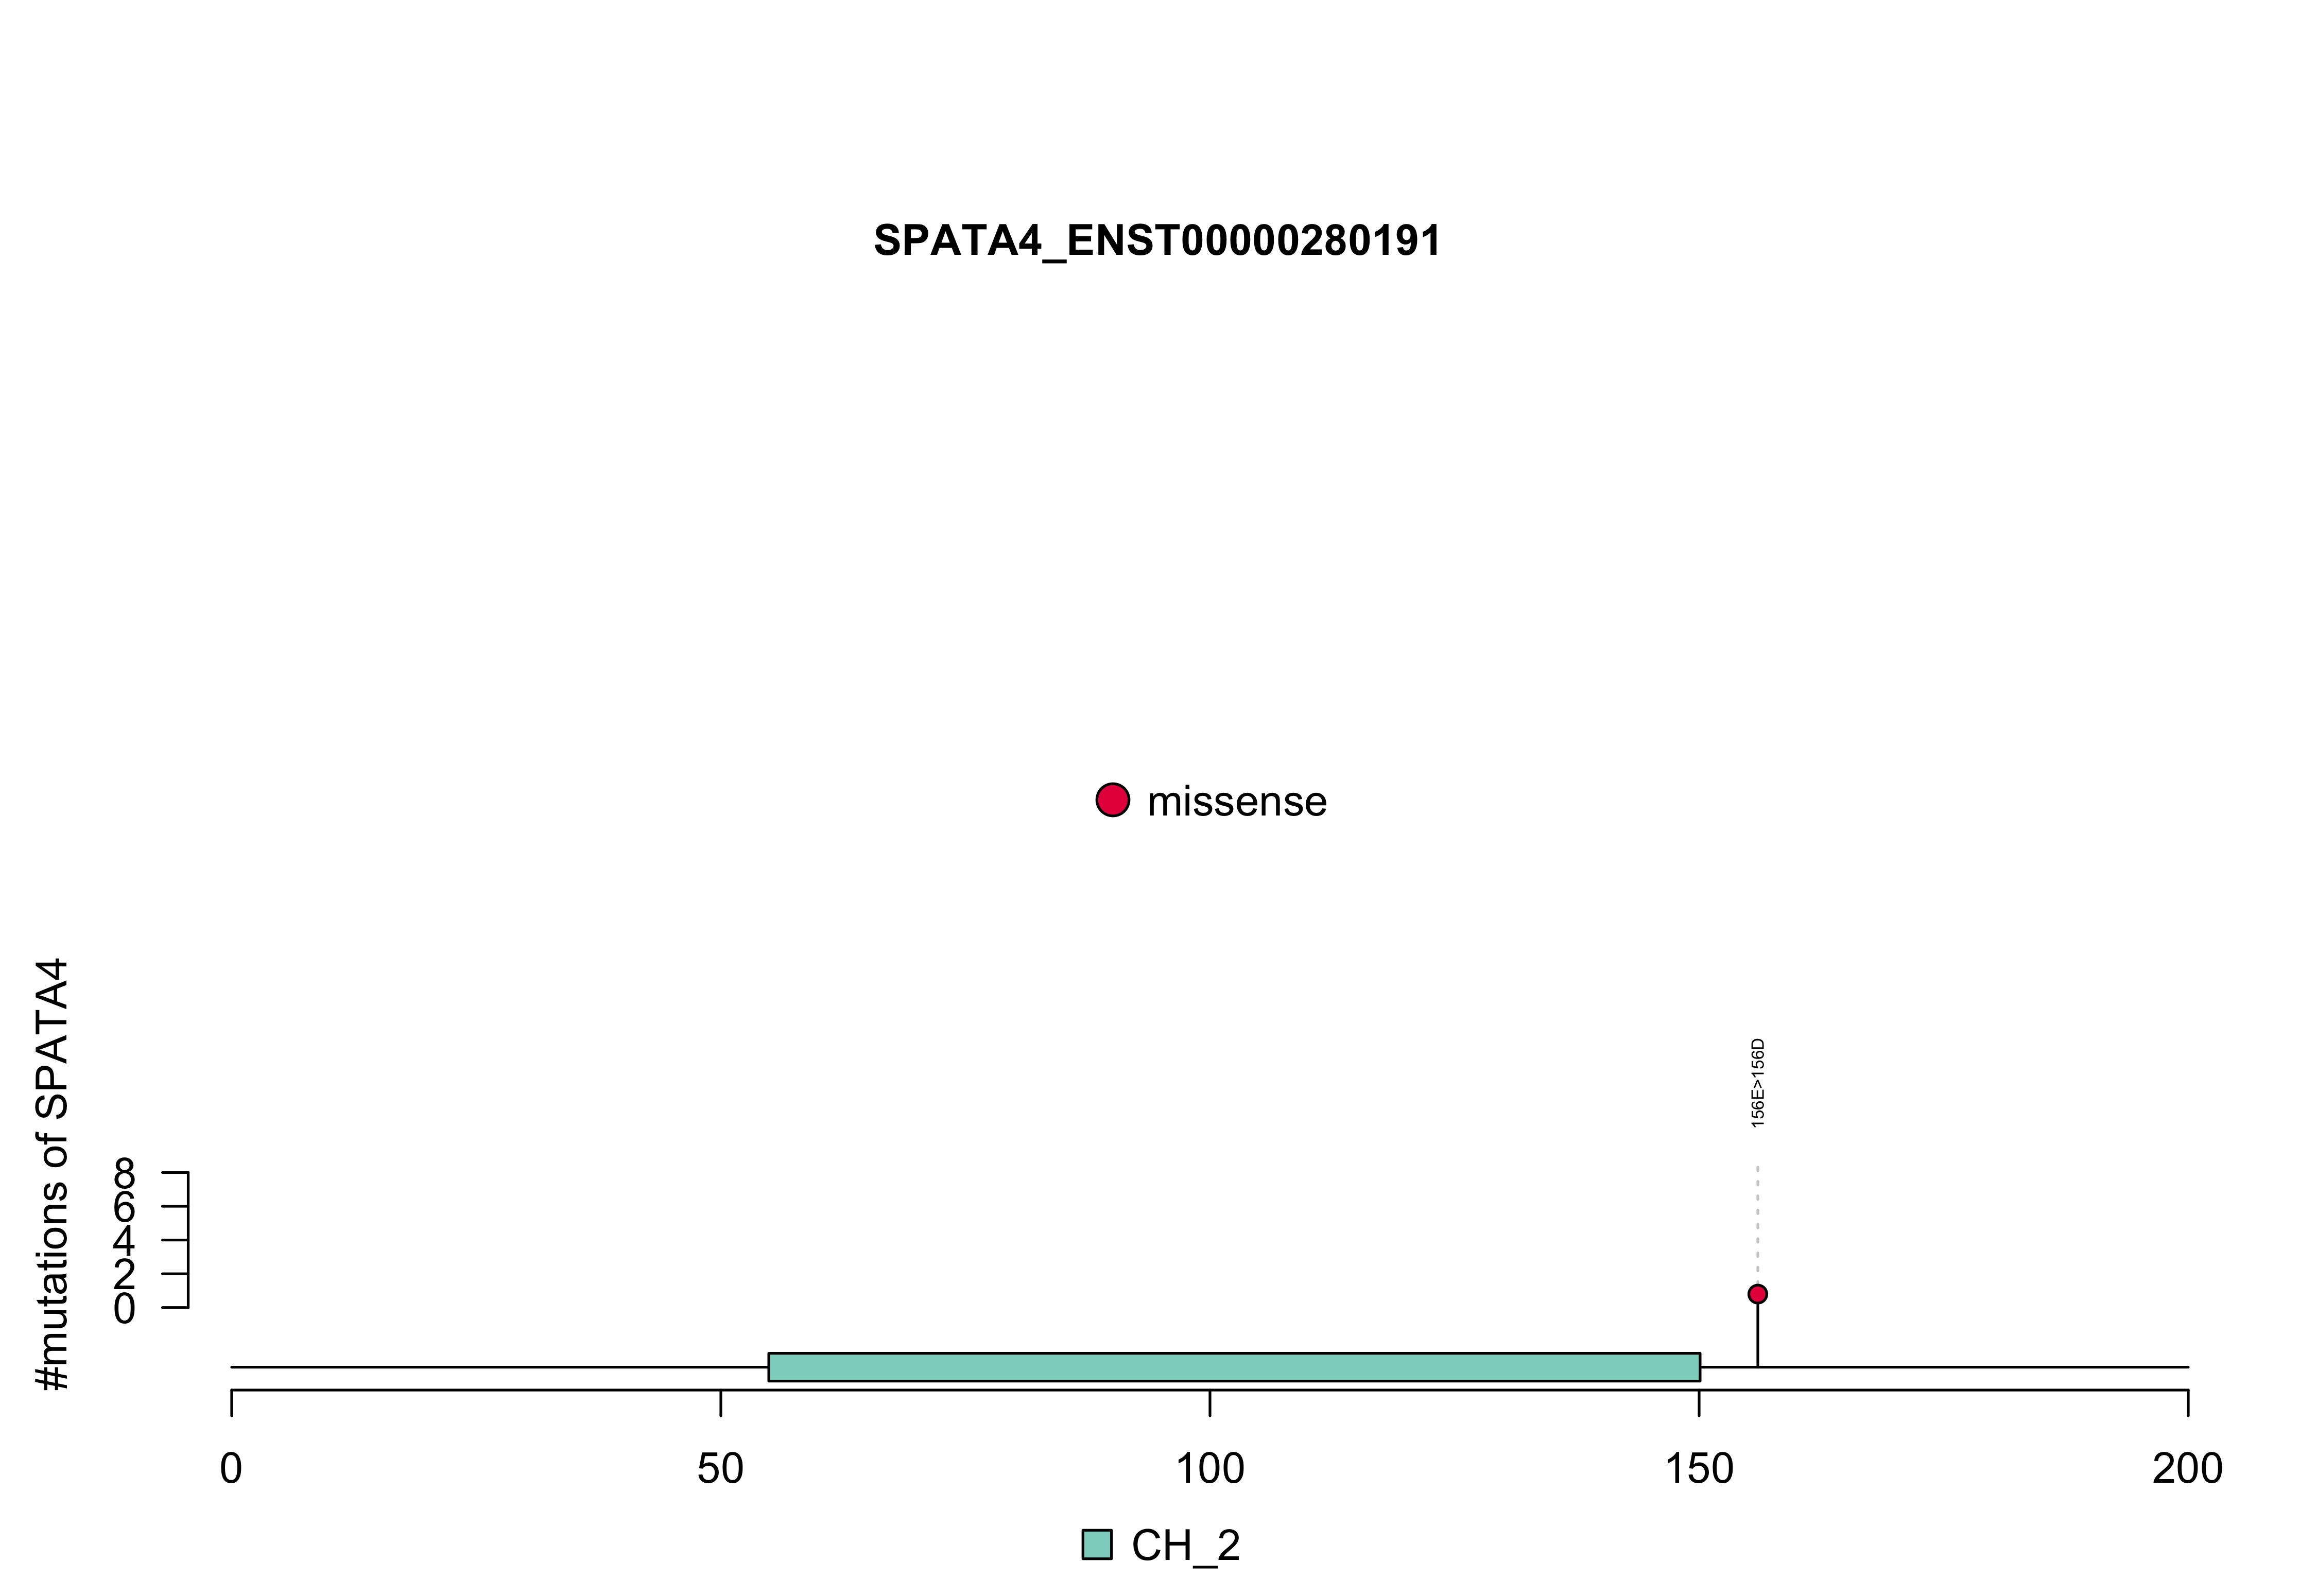 SPATA4_ENST00000280191
missense
#mutations of SPATA4
156E>156D
8
6
4
2
0
0 50 100 150 200
CH_2